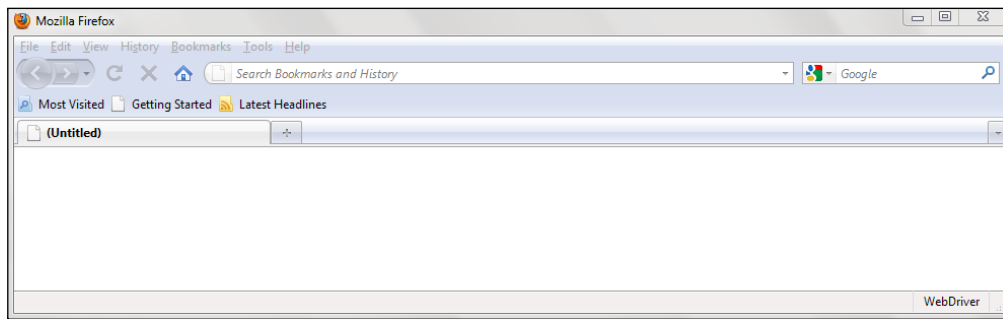 Mozilla Firefox
File Edit View History Bookmarks Tools Help
Search Bookmarks and History Google
Most Visited Getting Started Latest Headlines
(Untitled)
WebDriver